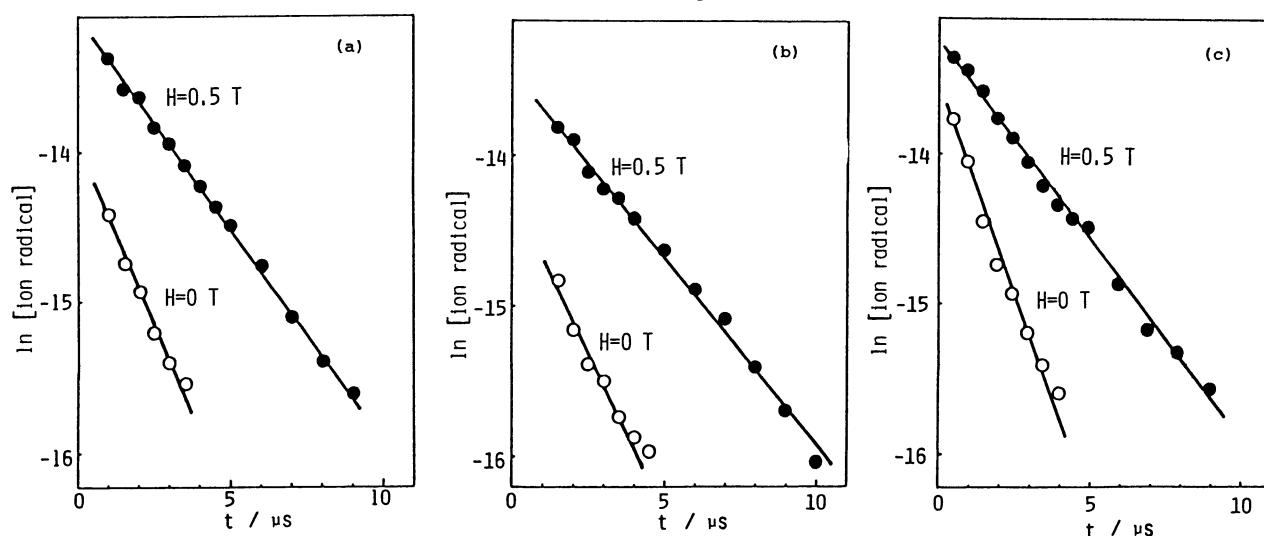 (a)
H=0.5 T
H=0 T
-14
-15
-16
ln [ion radical]
0
5
10
t / μs
(b)
H=0.5 T
H=0 T
-14
-15
-16
ln [ion radical]
0
5
10
t / μs
(c)
H=0.5 T
H=0 T
-14
-15
-16
ln [ion radical]
0
5
10
t / μs